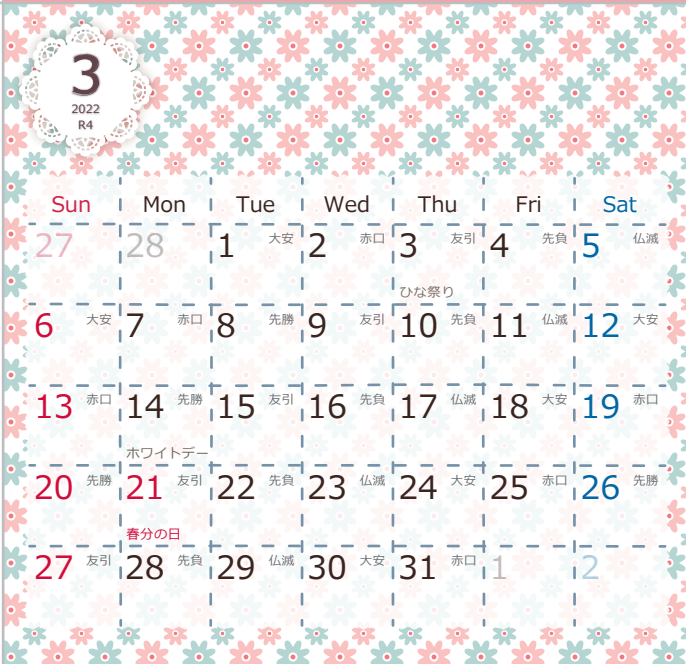 3
2022
R4
Sun Mon Tue Wed Thu Fri Sat
27 28 1 大安 2 赤口 3 友引 4 先負 5 仏滅
ひな祭り
6 大安 7 赤口 8 先勝 9 友引 10 先負 11 仏滅 12 大安
13 赤口 14 先勝 15 友引 16 先負 17 仏滅 18 大安 19 赤口
ホワイトデー
20 先勝 21 友引 22 先負 23 仏滅 24 大安 25 赤口 26 先勝
春分の日
27 友引 28 先負 29 仏滅 30 大安 31 赤口 1 2